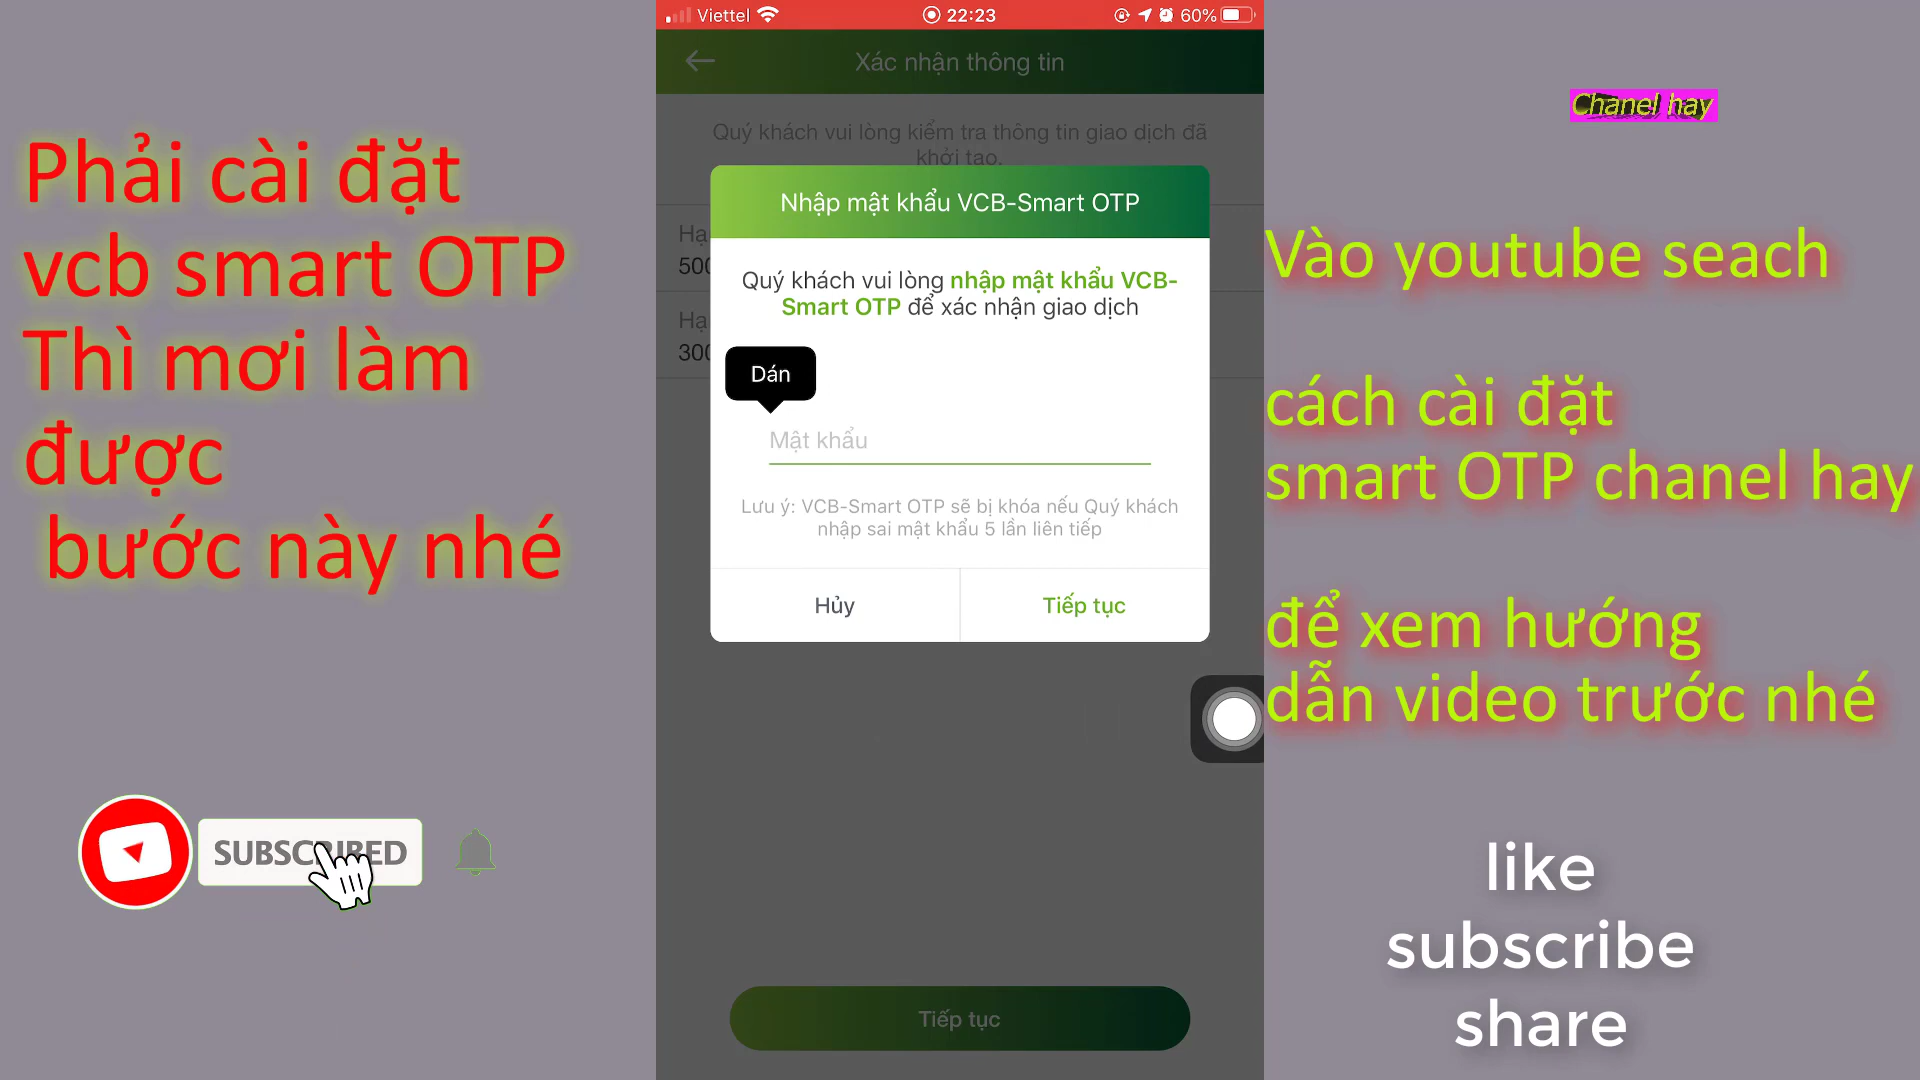 Viettel 22:23 60%
Xác nhận thông tin
Quý khách vui lòng kiểm tra thông tin giao dịch đã
khởi tạo.
Nhập mật khẩu VCB-Smart OTP
Quý khách vui lòng nhập mật khẩu VCB-
Smart OTP để xác nhận giao dịch
Dán
Mật khẩu
Lưu ý: VCB-Smart OTP sẽ bị khóa nếu Quý khách
nhập sai mật khẩu 5 lần liên tiếp
Hủy Tiếp tục
Tiếp tục
Phải cài đặt
vcb smart OTP
Thì mơi làm
được
bước này nhé
SUBSCRIBED
Chanel hay
Vào youtube seach
cách cài đặt
smart OTP chanel hay
để xem hướng
dẫn video trước nhé
like
subscribe
share